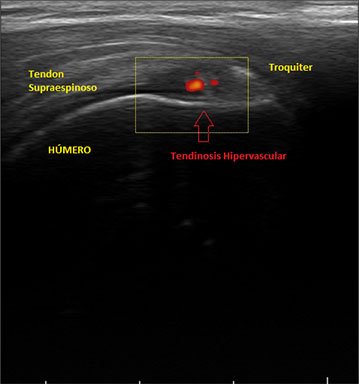 Tendon
Supraespinoso
Troquiter
HÚMERO
Tendinosis Hipervascular